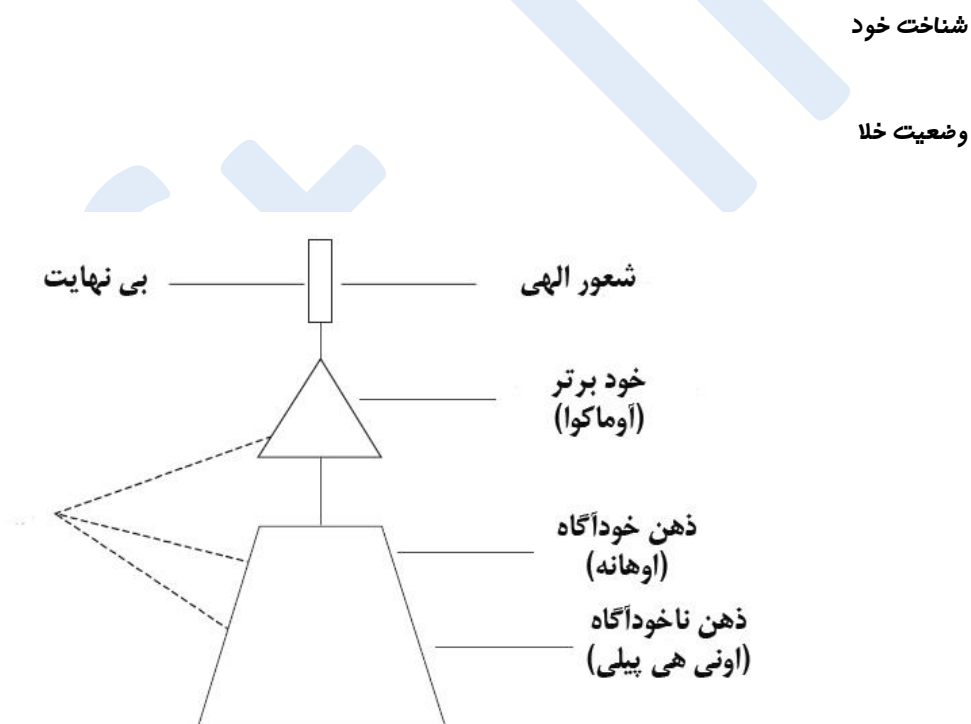 شناخت خود
وضعیت خلا
شعور الهی
بی نهایت
خود برتر
(آوماکوا)
ذهن خودآگاه
(اوهانه)
ذهن ناخودآگاه
(اونی هی پیلی)